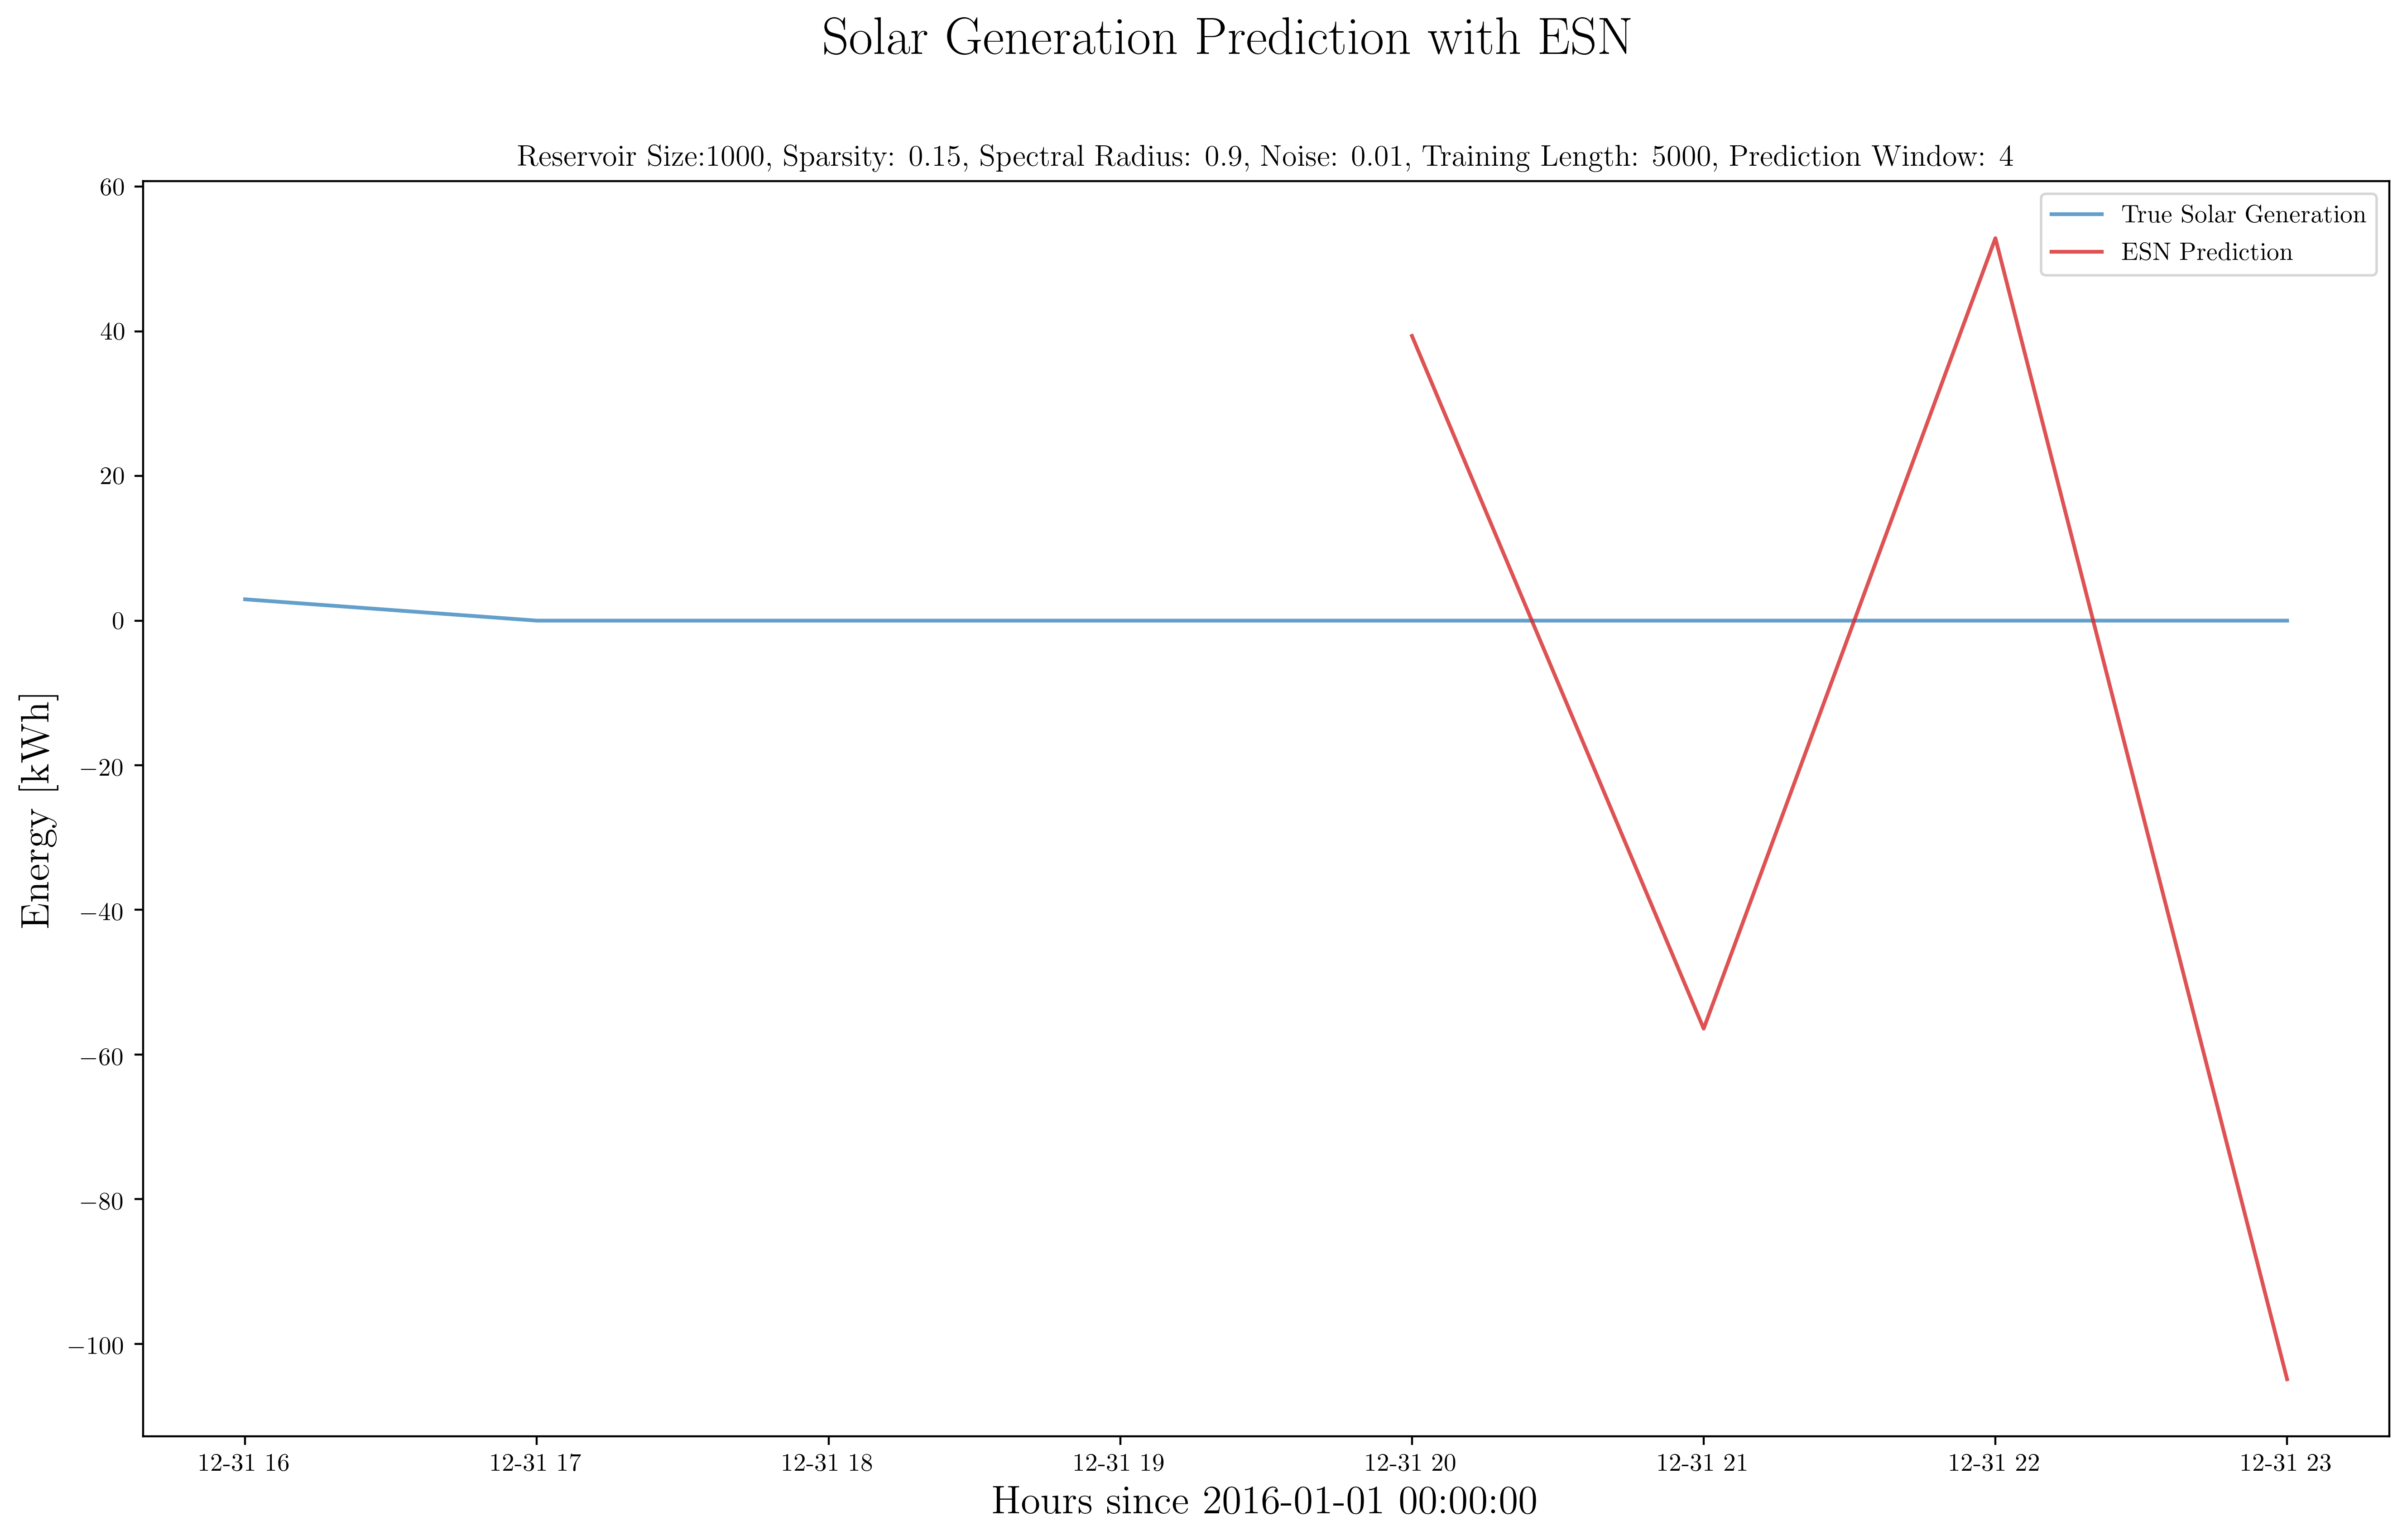 Solar Generation Prediction with ESN
Reservoir Size:1000, Sparsity: 0.15, Spectral Radius: 0.9, Noise: 0.01, Training Length: 5000, Prediction Window: 4
True Solar Generation
ESN Prediction
60
40
20
0
−20
−40
−60
−80
−100
Energy [kWh]
12-31 16 12-31 17 12-31 18 12-31 19 12-31 20 12-31 21 12-31 22 12-31 23
Hours since 2016-01-01 00:00:00